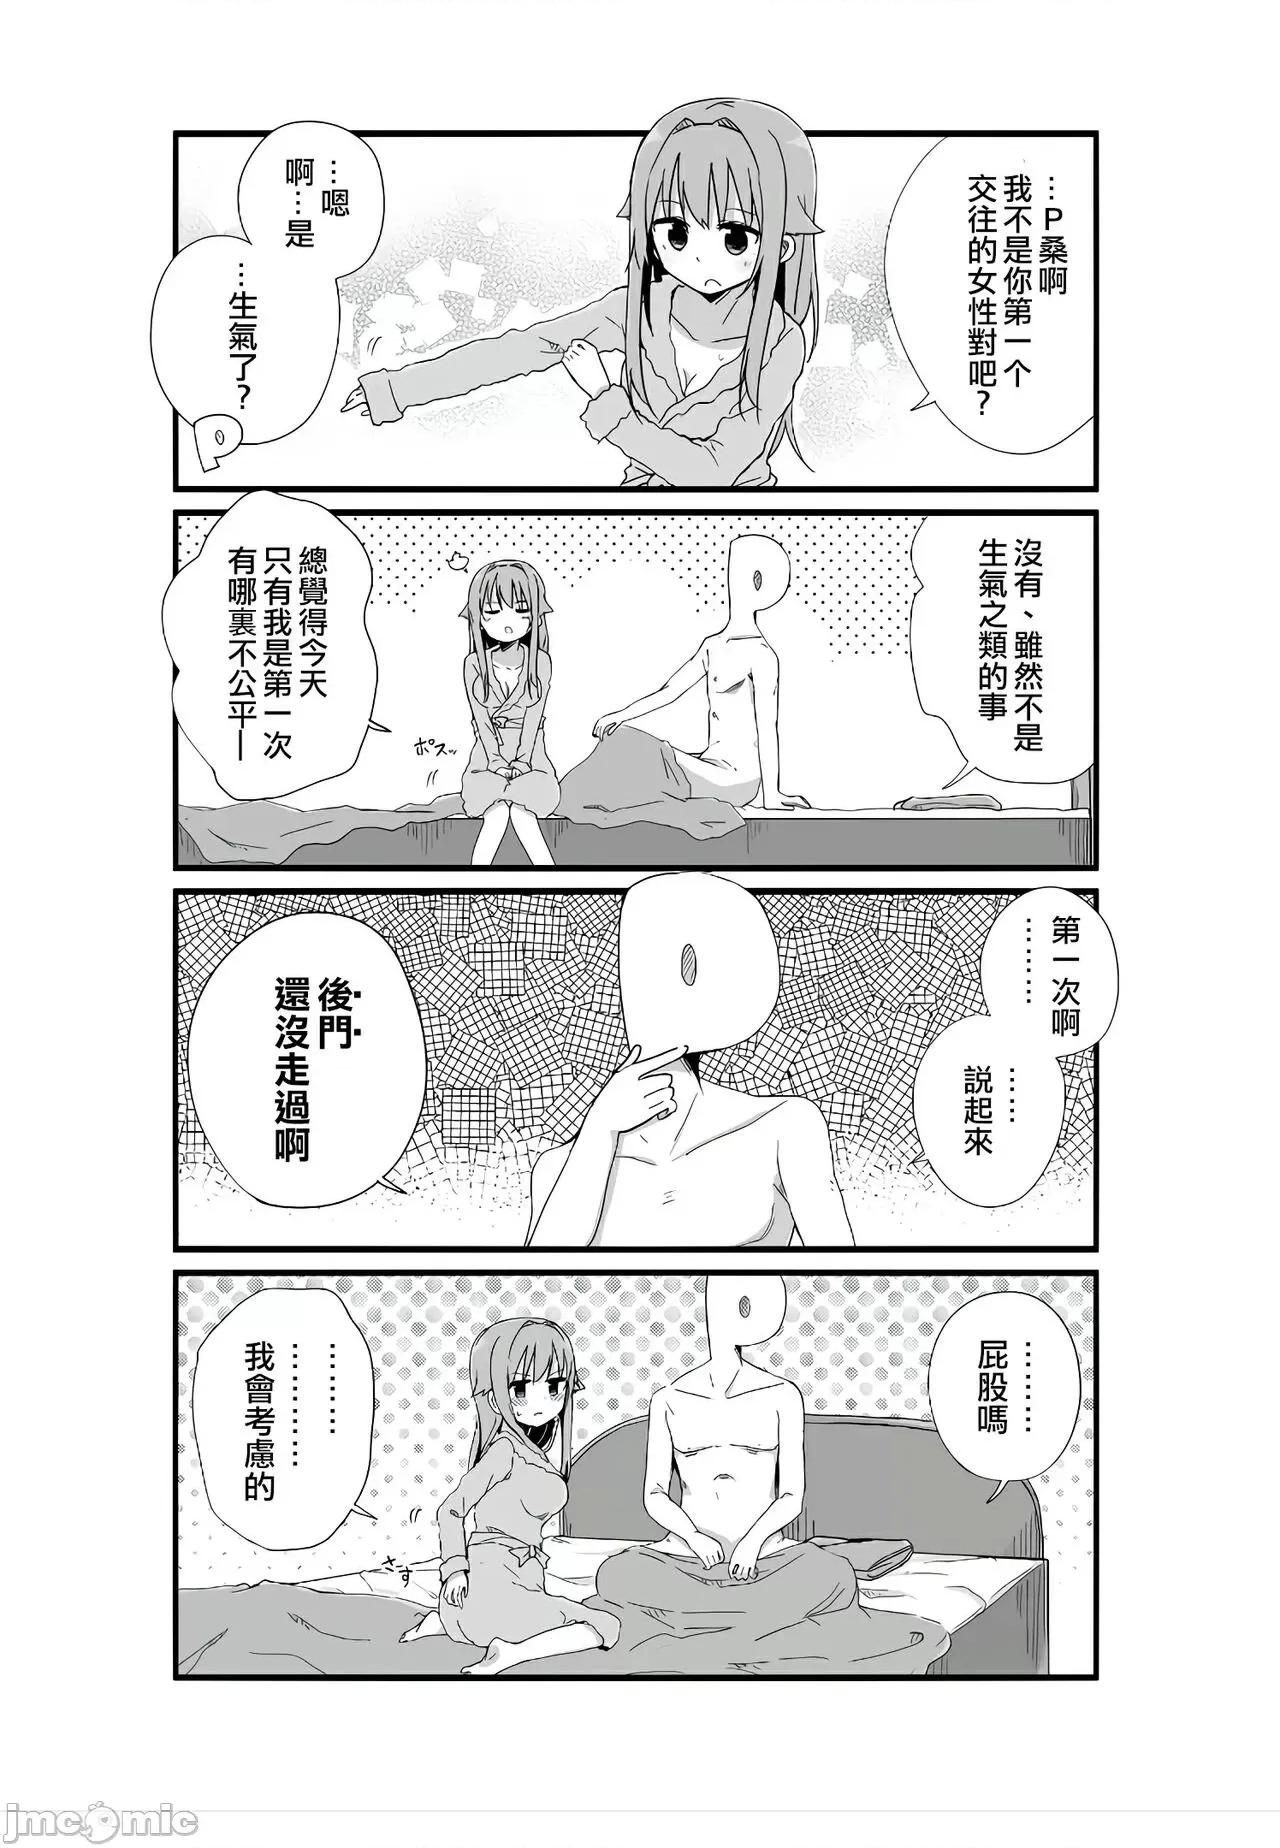 …P桑啊
我不是你第一个
交往的女性對吧?
…嗯
啊…是
…生氣了?
P
沒有、雖然不是
生氣之類的事
總覺得今天
只有我是第一次
有哪裏不公平ー
ポスッ
第一次啊
………
………
……
説起來
後門
還沒走過啊
………
屁股嗎
………
…………
我會考慮的
さす
jmcomic